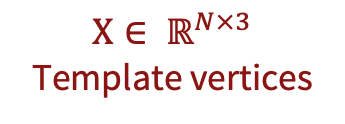 X ∈ ℝ^{N×3}
Template vertices